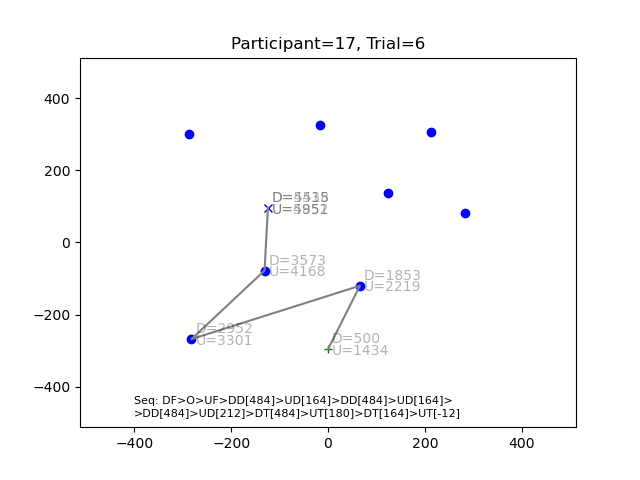 Participant=17, Trial=6
400
200
0
−200
−400
D=3573
U=4168
D=1853
U=2219
D=2952
U=3301
D=500
U=1434
Seq: DF>O>UF>DD[484]>UD[164]>DD[484]>UD[164]>
>DD[484]>UD[212]>DT[484]>UT[180]>DT[164]>UT[-12]
−400
−200
0
200
400